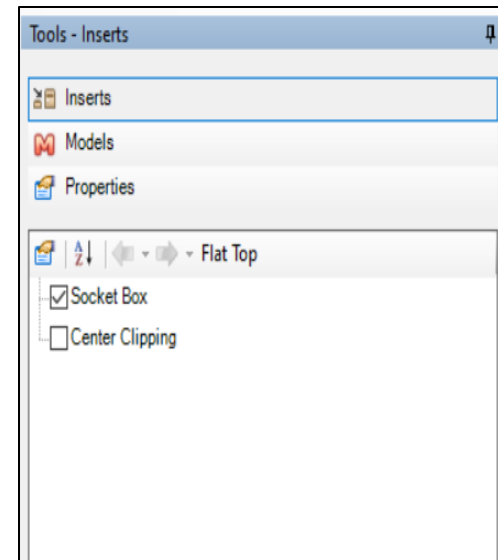 Tools - Inserts
Inserts
Models
Properties
Flat Top
Socket Box
Center Clipping